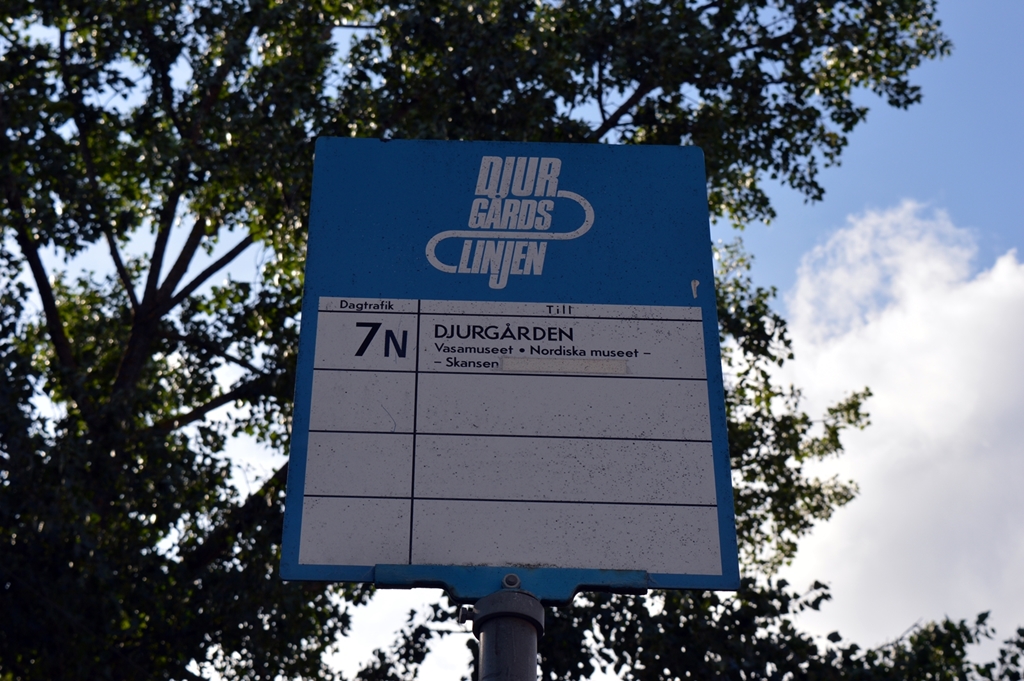 DJUR
GÅRDS
LINJEN
Dagtrafik Till
7N DJURGÅRDEN
Vasamuseet • Nordiska museet –
– Skansen